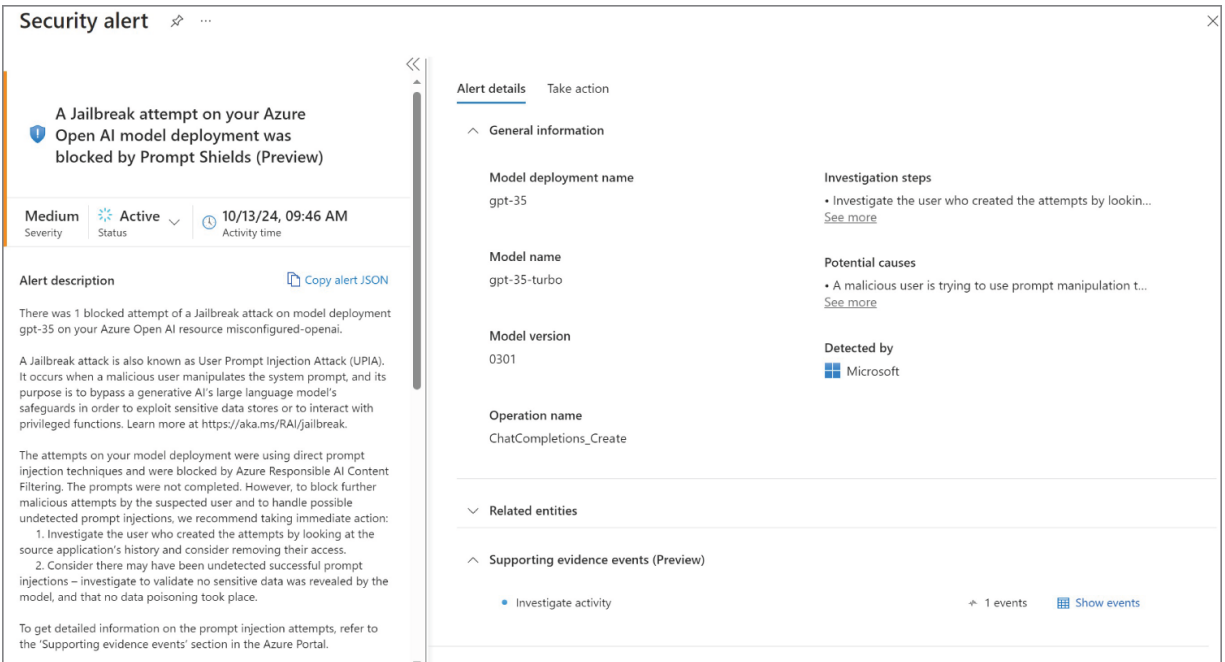 Security alert
A Jailbreak attempt on your Azure
Open AI model deployment was
blocked by Prompt Shields (Preview)
Medium
Severity
Active
Status
10/13/24, 09:46 AM
Activity time
Alert description
Copy alert JSON
There was 1 blocked attempt of a Jailbreak attack on model deployment
gpt-35 on your Azure Open AI resource misconfigured-openai.
A Jailbreak attack is also known as User Prompt Injection Attack (UPIA).
It occurs when a malicious user manipulates the system prompt, and its
purpose is to bypass a generative AI's large language model's
safeguards in order to exploit sensitive data stores or to interact with
privileged functions. Learn more at https://aka.ms/RAI/jailbreak.
The attempts on your model deployment were using direct prompt
injection techniques and were blocked by Azure Responsible AI Content
Filtering. The prompts were not completed. However, to block further
malicious attempts by the suspected user and to handle possible
undetected prompt injections, we recommend taking immediate action:
1. Investigate the user who created the attempts by looking at the
source application's history and consider removing their access.
2. Consider there may have been undetected successful prompt
injections – investigate to validate no sensitive data was revealed by the
model, and that no data poisoning took place.
To get detailed information on the prompt injection attempts, refer to
the 'Supporting evidence events' section in the Azure Portal.
Alert details
Take action
General information
Model deployment name
gpt-35
Model name
gpt-35-turbo
Model version
0301
Operation name
ChatCompletions_Create
Investigation steps
• Investigate the user who created the attempts by lookin...
See more
Potential causes
• A malicious user is trying to use prompt manipulation t...
See more
Detected by
Microsoft
Related entities
Supporting evidence events (Preview)
• Investigate activity
1 events
Show events